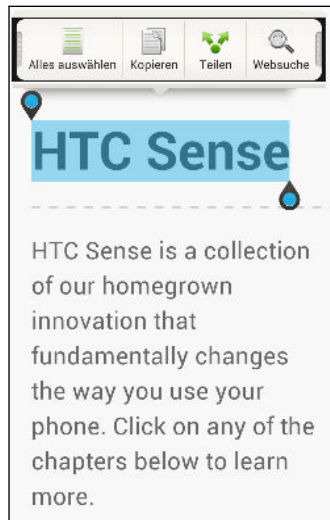 Alles auswählen Kopieren Teilen Websuche
HTC Sense
HTC Sense is a collection
of our homegrown
innovation that
fundamentally changes
the way you use your
phone. Click on any of the
chapters below to learn
more.